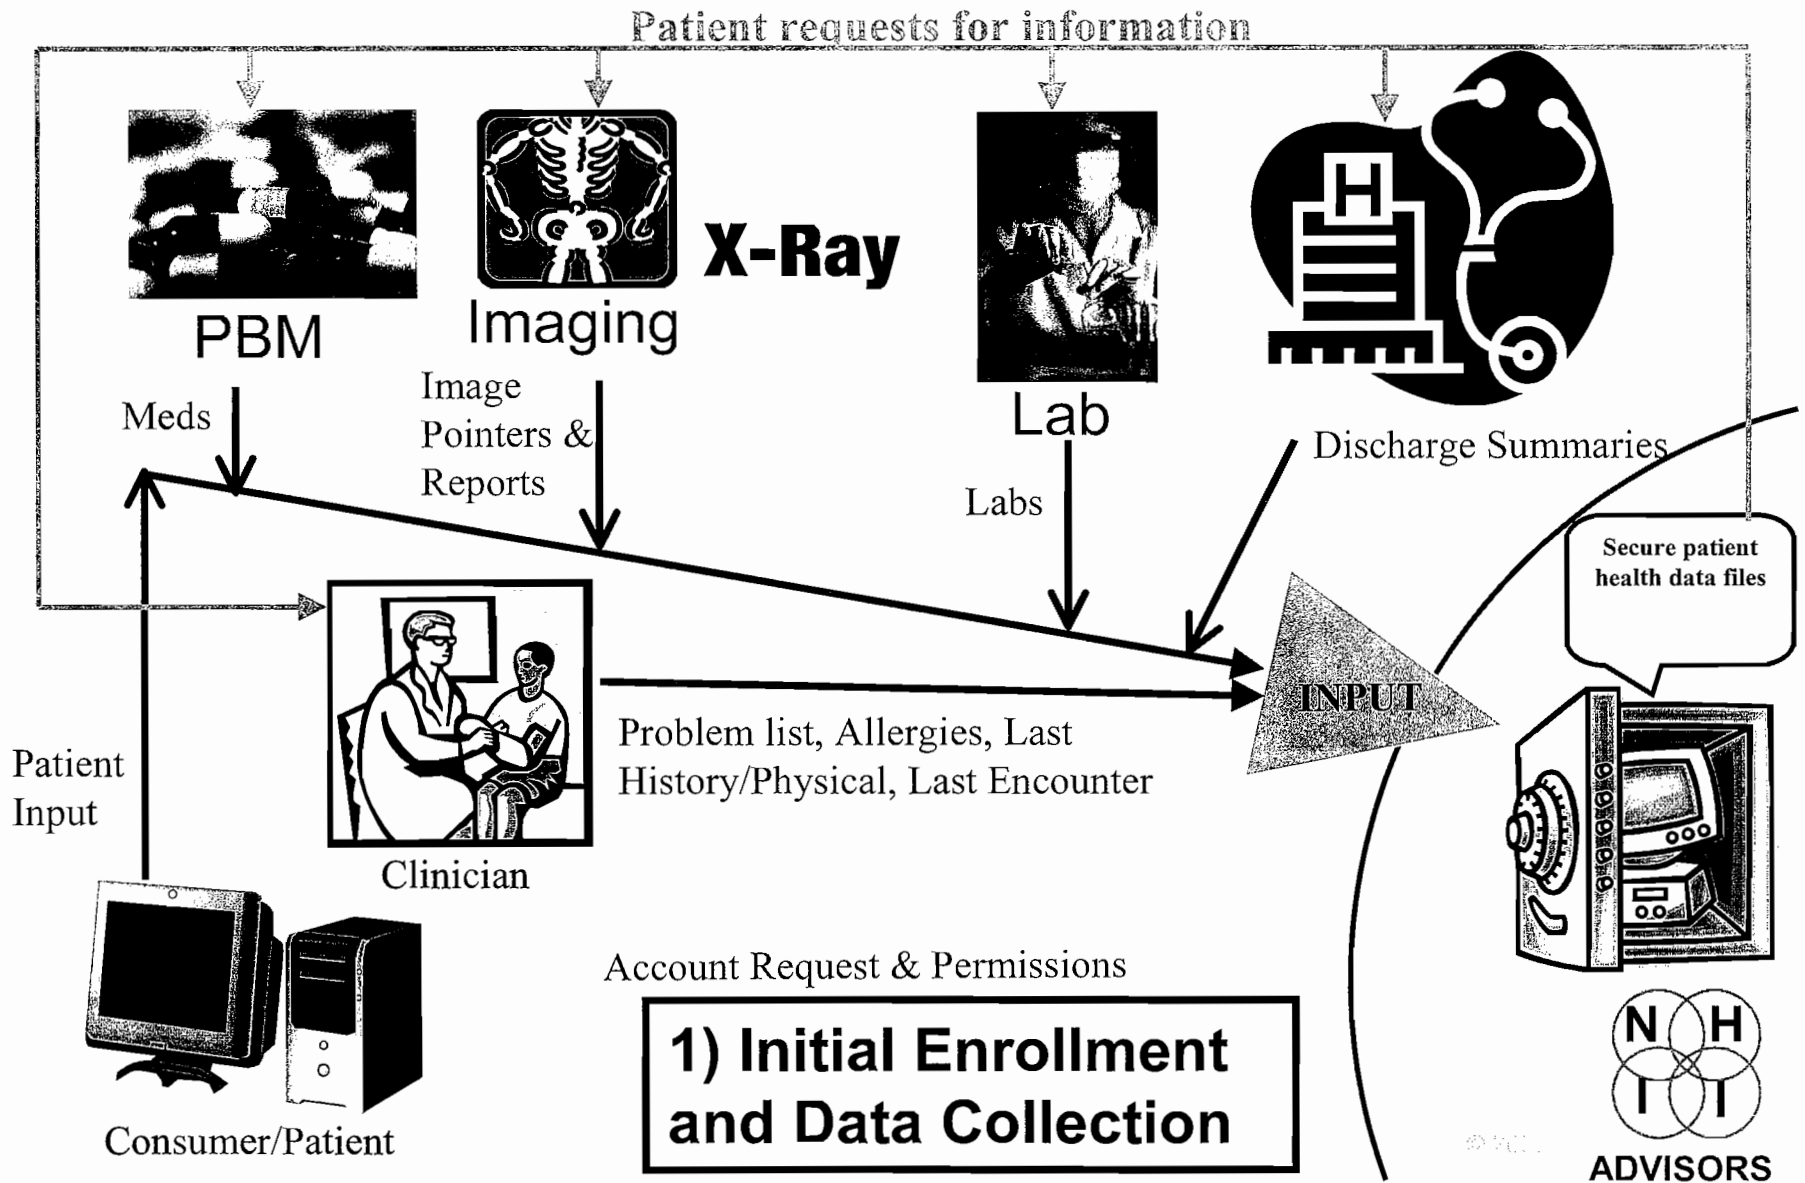 Patient requests for information
H
X-Ray
PBM
Imaging
Lab
Meds
Image
Pointers &
Reports
Labs
Discharge Summaries
Secure patient
health data files
INPUT
Problem list, Allergies, Last
History/Physical, Last Encounter
Patient
Input
Clinician
Account Request & Permissions
1) Initial Enrollment
and Data Collection
Consumer/Patient
N H
I I
ADVISORS